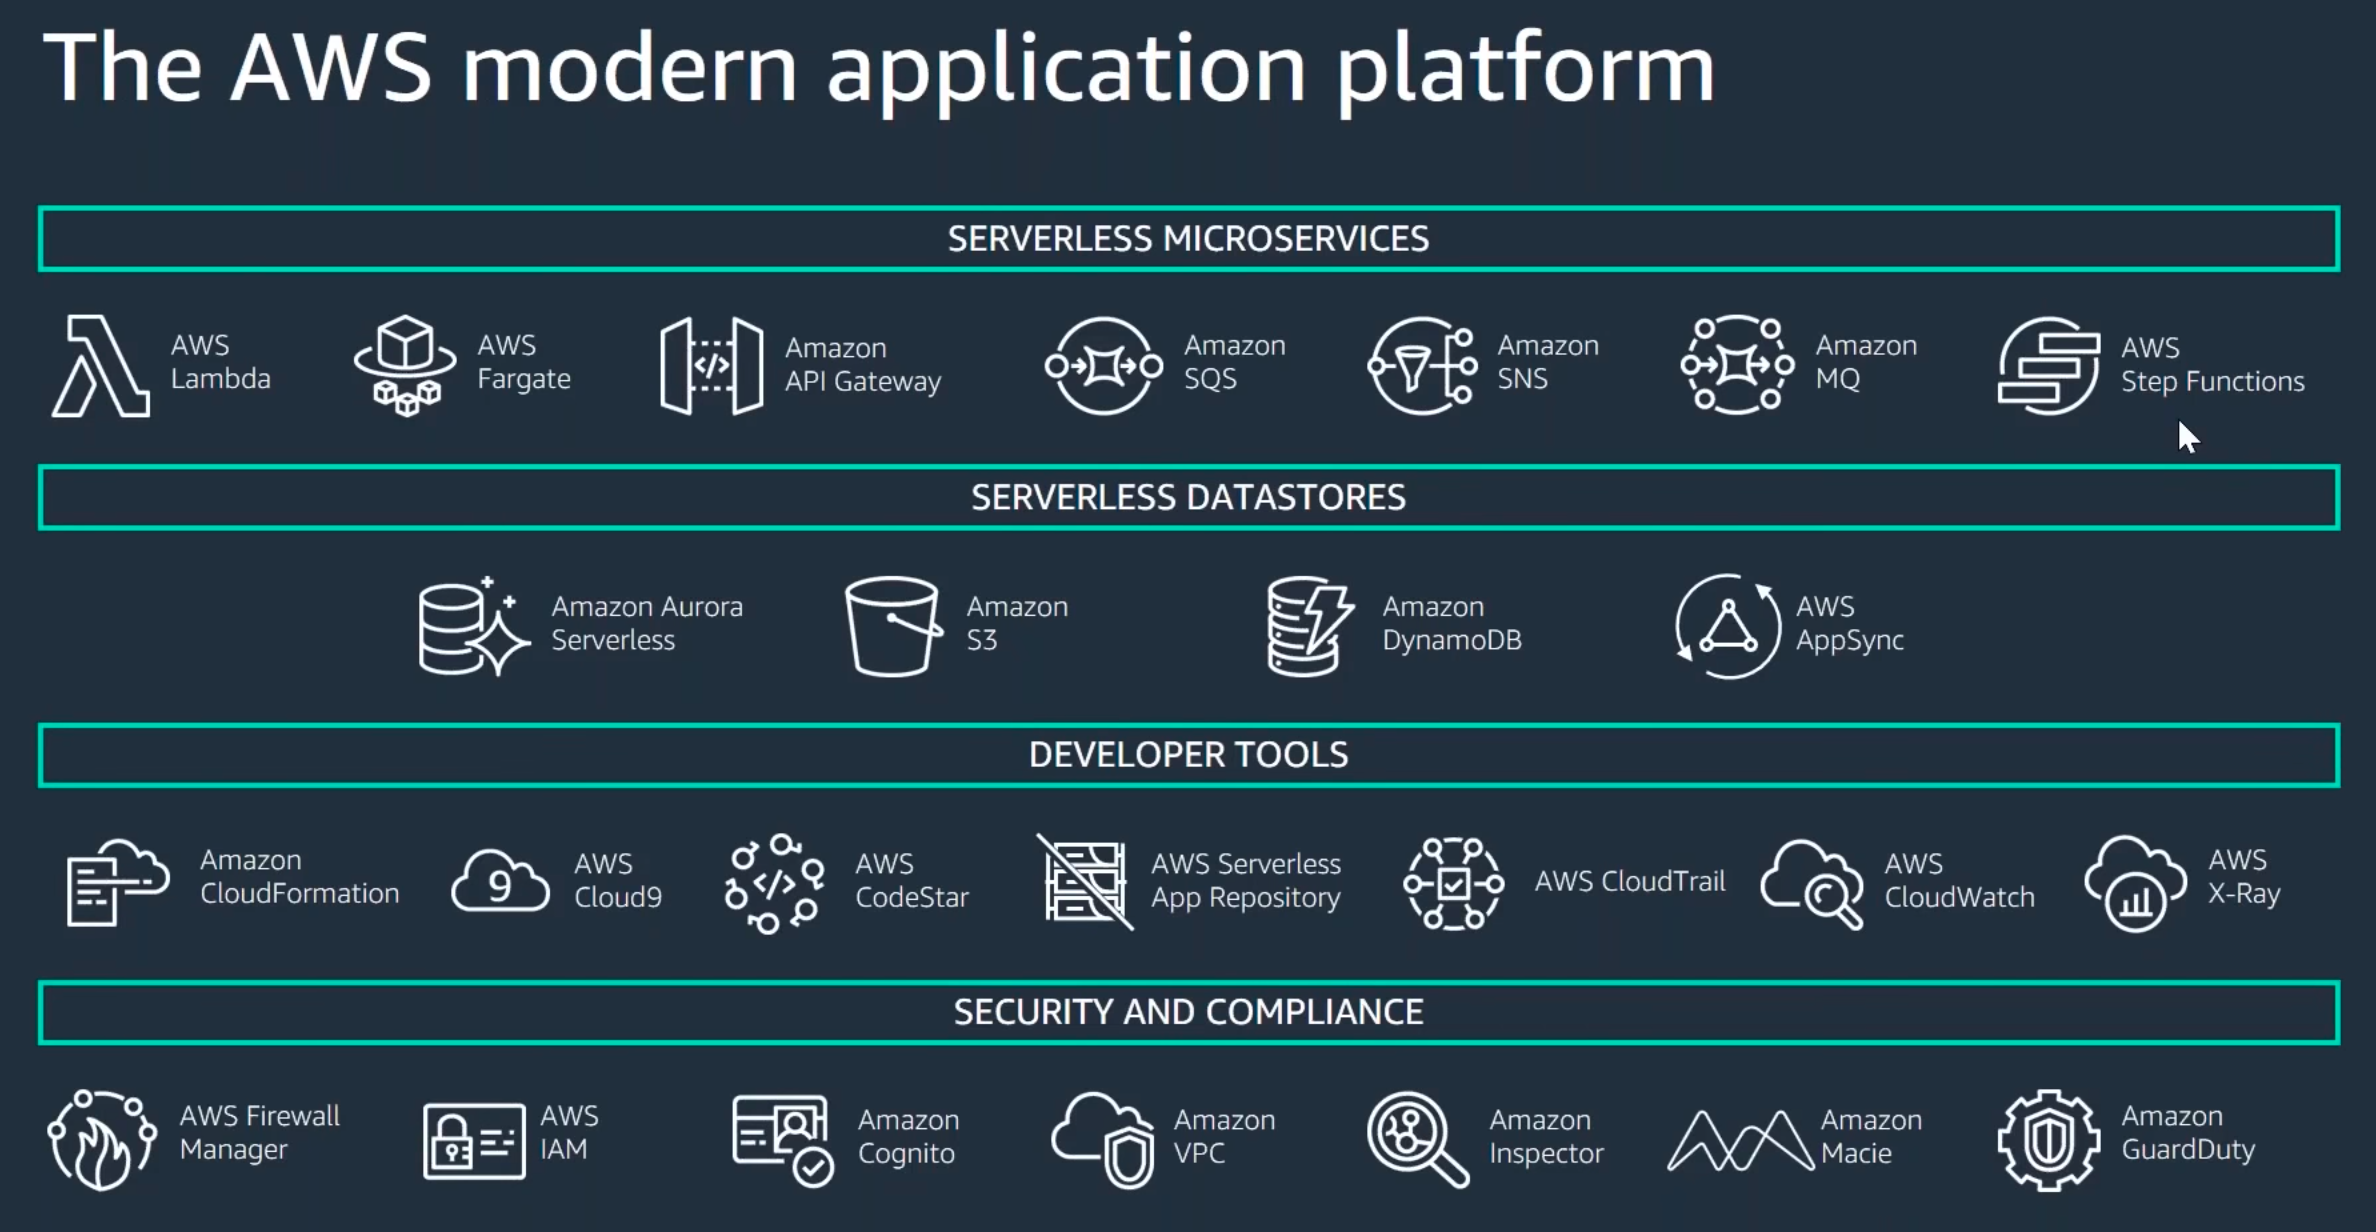 The AWS modern application platform
SERVERLESS MICROSERVICES
AWS
Lambda
AWS
Fargate
</>
Amazon
API Gateway
Amazon
SQS
Amazon
SNS
Amazon
MQ
AWS
Step Functions
SERVERLESS DATASTORES
Amazon Aurora
Serverless
Amazon
S3
Amazon
DynamoDB
AWS
AppSync
DEVELOPER TOOLS
Amazon
CloudFormation
9
AWS
Cloud9
</>
AWS
CodeStar
AWS Serverless
App Repository
AWS CloudTrail
AWS
CloudWatch
AWS
X-Ray
SECURITY AND COMPLIANCE
AWS Firewall
Manager
AWS
IAM
Amazon
Cognito
Amazon
VPC
Amazon
Inspector
Amazon
Macie
Amazon
GuardDuty